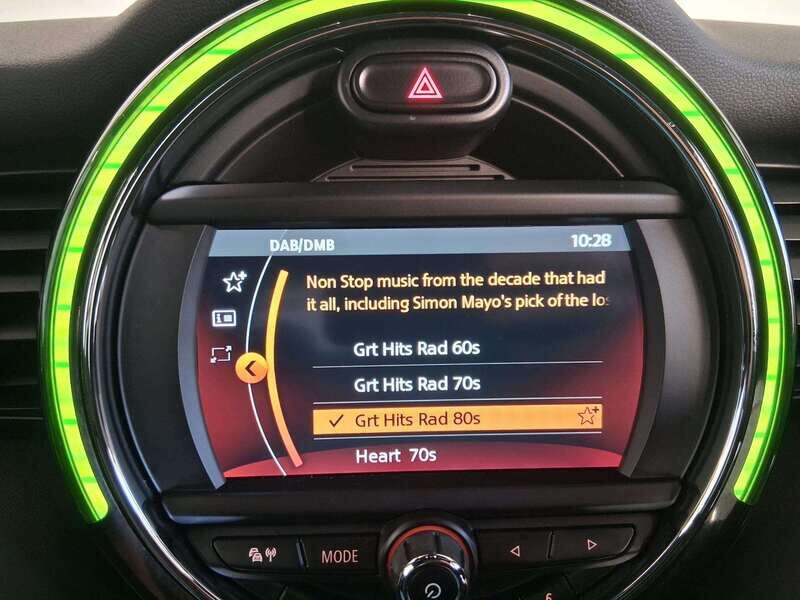 DAB/DMB 10:28
Non Stop music from the decade that had
it all, including Simon Mayo's pick of the los
Grt Hits Rad 60s
Grt Hits Rad 70s
Grt Hits Rad 80s
Heart 70s
MODE
6